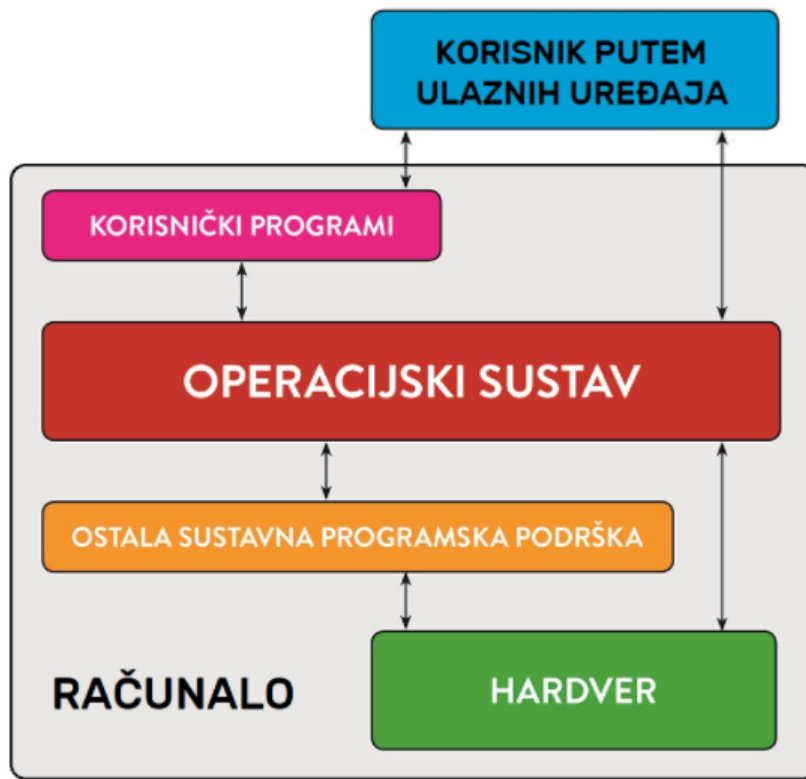 KORISNIK PUTEM
ULAZNIH UREĐAJA
KORISNIČKI PROGRAMI
OPERACIJSKI SUSTAV
OSTALA SUSTAVNA PROGRAMSKA PODRŠKA
RAČUNALO
HARDVER